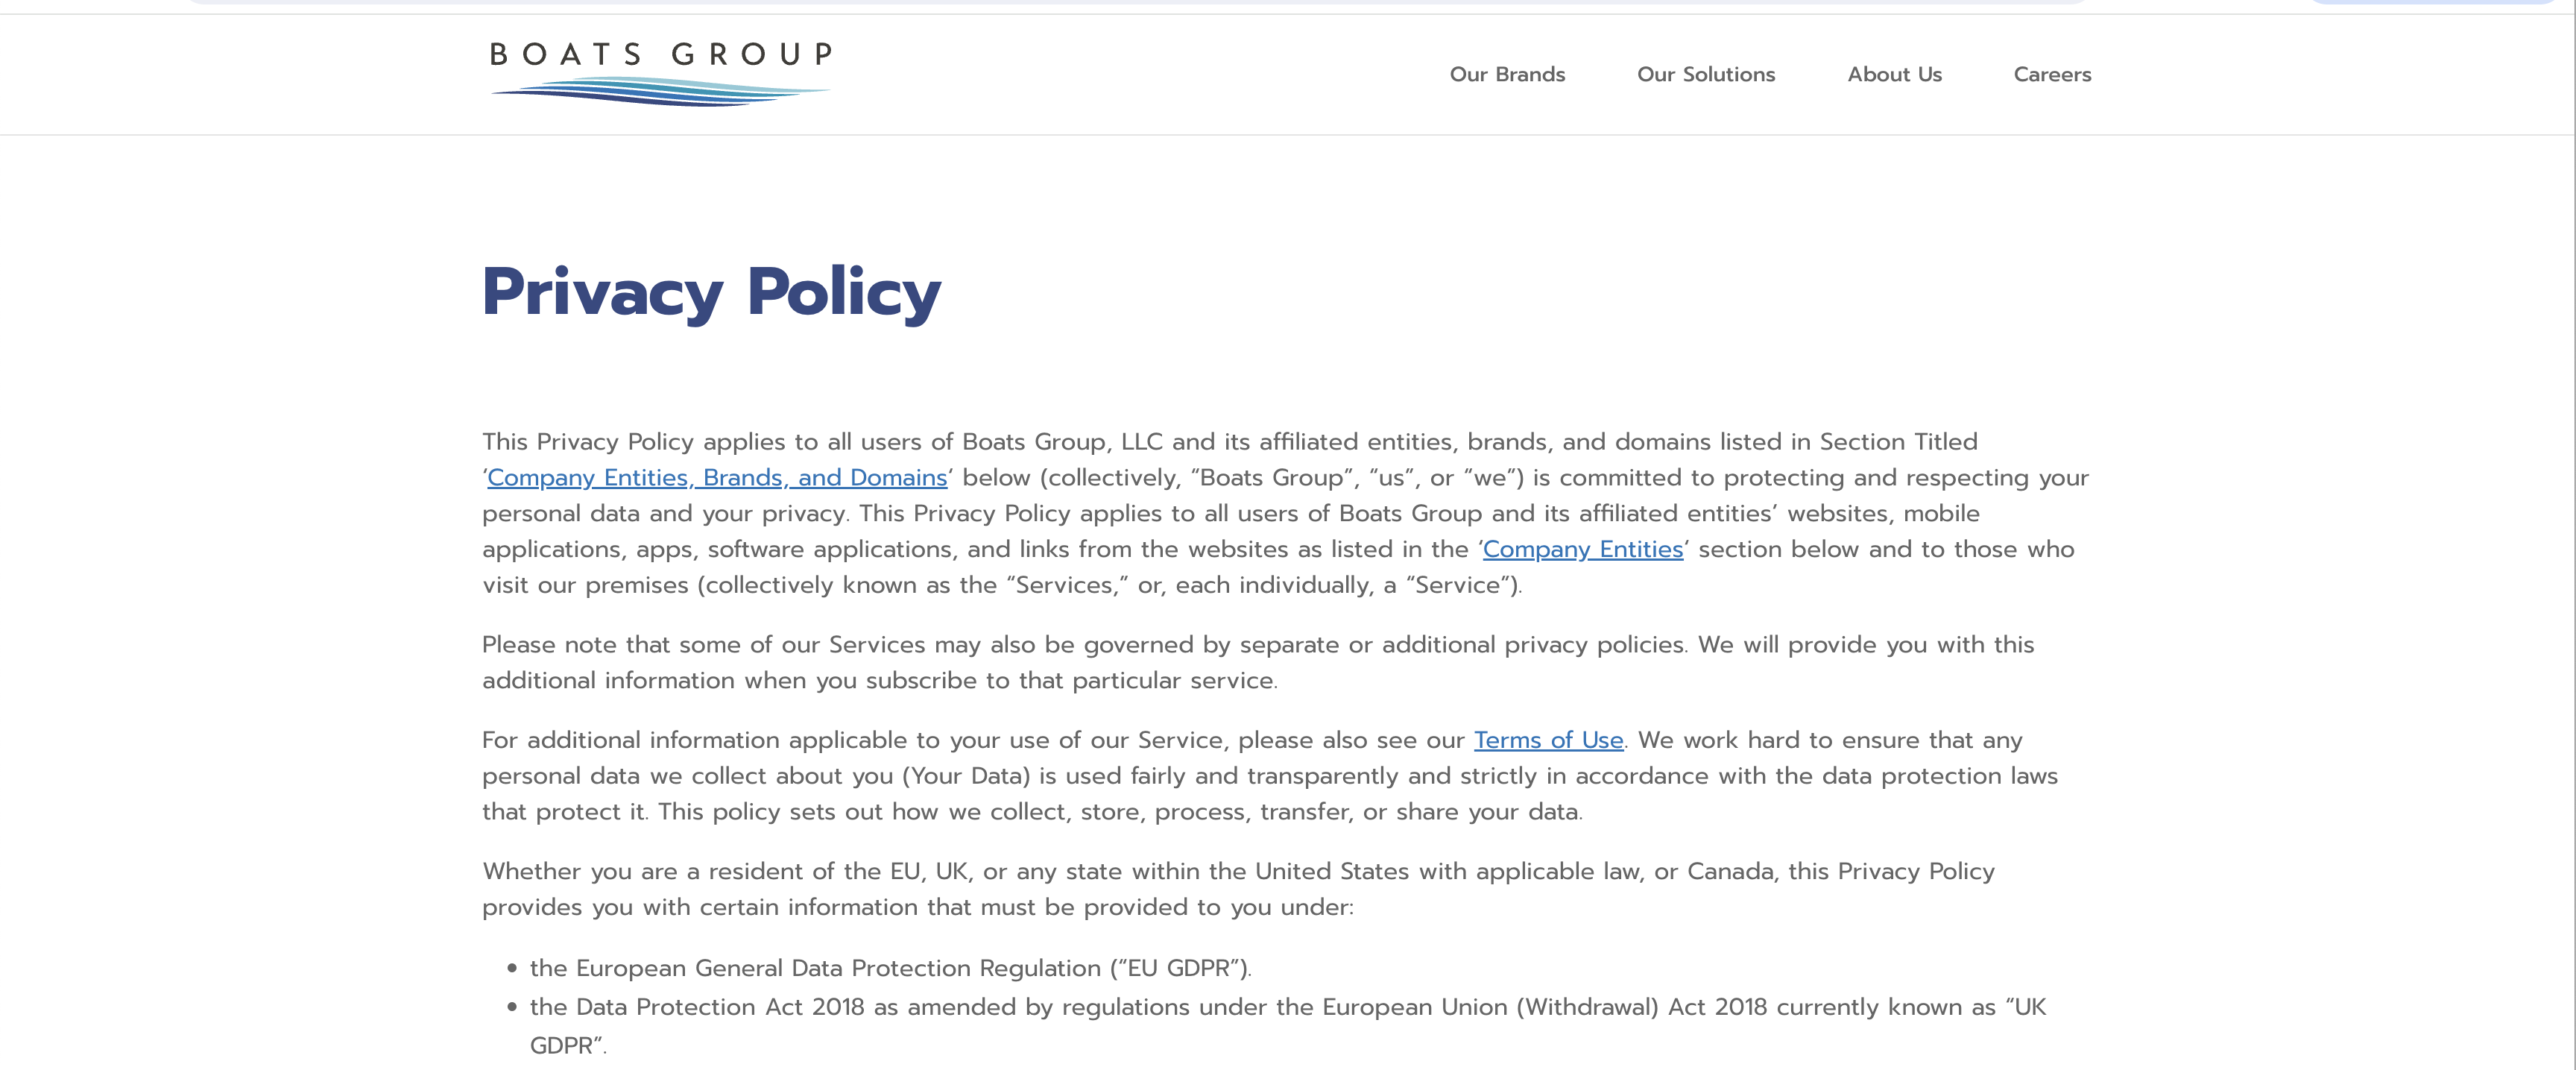 BOATS GROUP
Our Brands Our Solutions About Us Careers
Privacy Policy
This Privacy Policy applies to all users of Boats Group, LLC and its affiliated entities, brands, and domains listed in Section Titled
‘Company Entities, Brands, and Domains’ below (collectively, “Boats Group”, “us”, or “we”) is committed to protecting and respecting your
personal data and your privacy. This Privacy Policy applies to all users of Boats Group and its affiliated entities’ websites, mobile
applications, apps, software applications, and links from the websites as listed in the ‘Company Entities’ section below and to those who
visit our premises (collectively known as the “Services,” or, each individually, a “Service”).
Please note that some of our Services may also be governed by separate or additional privacy policies. We will provide you with this
additional information when you subscribe to that particular service.
For additional information applicable to your use of our Service, please also see our Terms of Use. We work hard to ensure that any
personal data we collect about you (Your Data) is used fairly and transparently and strictly in accordance with the data protection laws
that protect it. This policy sets out how we collect, store, process, transfer, or share your data.
Whether you are a resident of the EU, UK, or any state within the United States with applicable law, or Canada, this Privacy Policy
provides you with certain information that must be provided to you under:
• the European General Data Protection Regulation (“EU GDPR”).
• the Data Protection Act 2018 as amended by regulations under the European Union (Withdrawal) Act 2018 currently known as “UK
GDPR”.